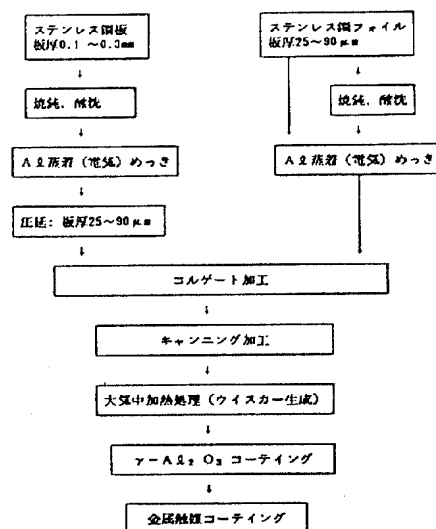 ステンレス鋼板
板厚0.1~0.3mm
ステンレス鋼フォイル
板厚25~90μm
焼鈍、酸洗
焼鈍、酸洗
Aℓ蒸着(電気)めっき
Aℓ蒸着(電気)めっき
圧延:板厚25~90μm
コルゲート加工
キャンニング加工
大気中加熱処理(ウイスカー生成)
γ-Aℓ₂O₃コーティング
金属触媒コーティング